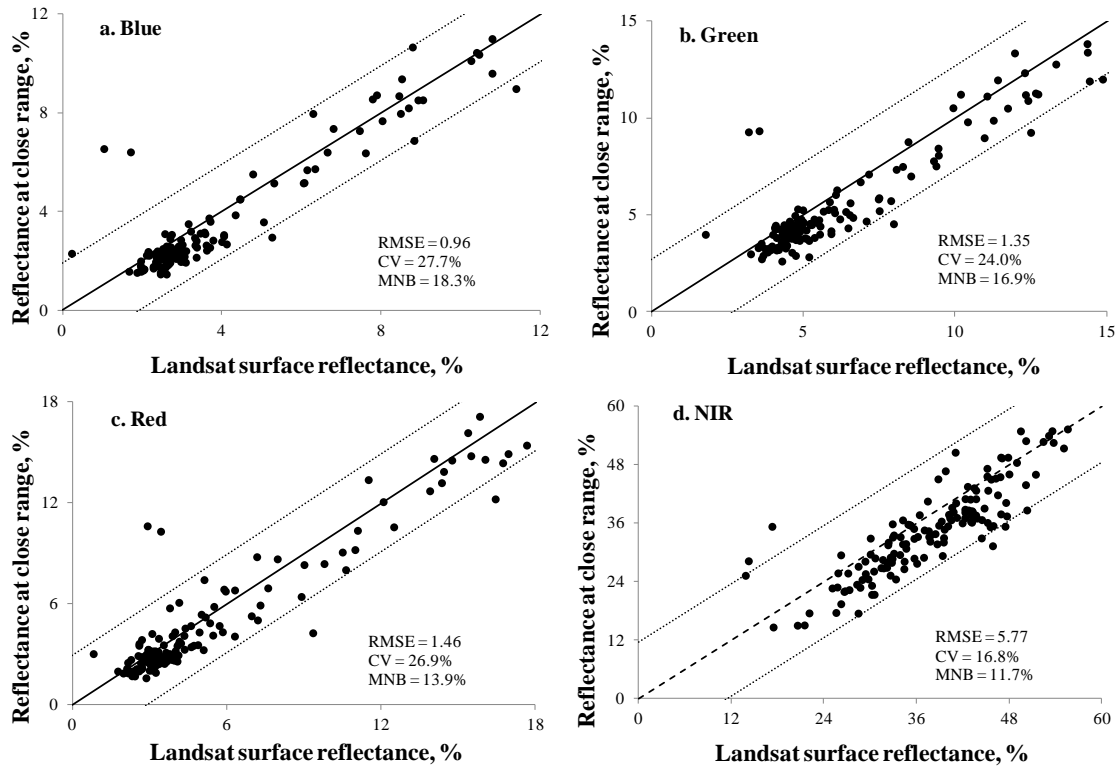 a. Blue
Reflectance at close range, %
12
8
4
0
RMSE = 0.96
CV = 27.7%
MNB = 18.3%
0 4 8 12
Landsat surface reflectance, %
b. Green
Reflectance at close range, %
15
10
5
0
RMSE = 1.35
CV = 24.0%
MNB = 16.9%
0 5 10 15
Landsat surface reflectance, %
c. Red
Reflectance at close range, %
18
12
6
0
RMSE = 1.46
CV = 26.9%
MNB = 13.9%
0 6 12 18
Landsat surface reflectance, %
d. NIR
Reflectance at close range, %
60
48
36
24
12
0
RMSE = 5.77
CV = 16.8%
MNB = 11.7%
0 12 24 36 48 60
Landsat surface reflectance, %